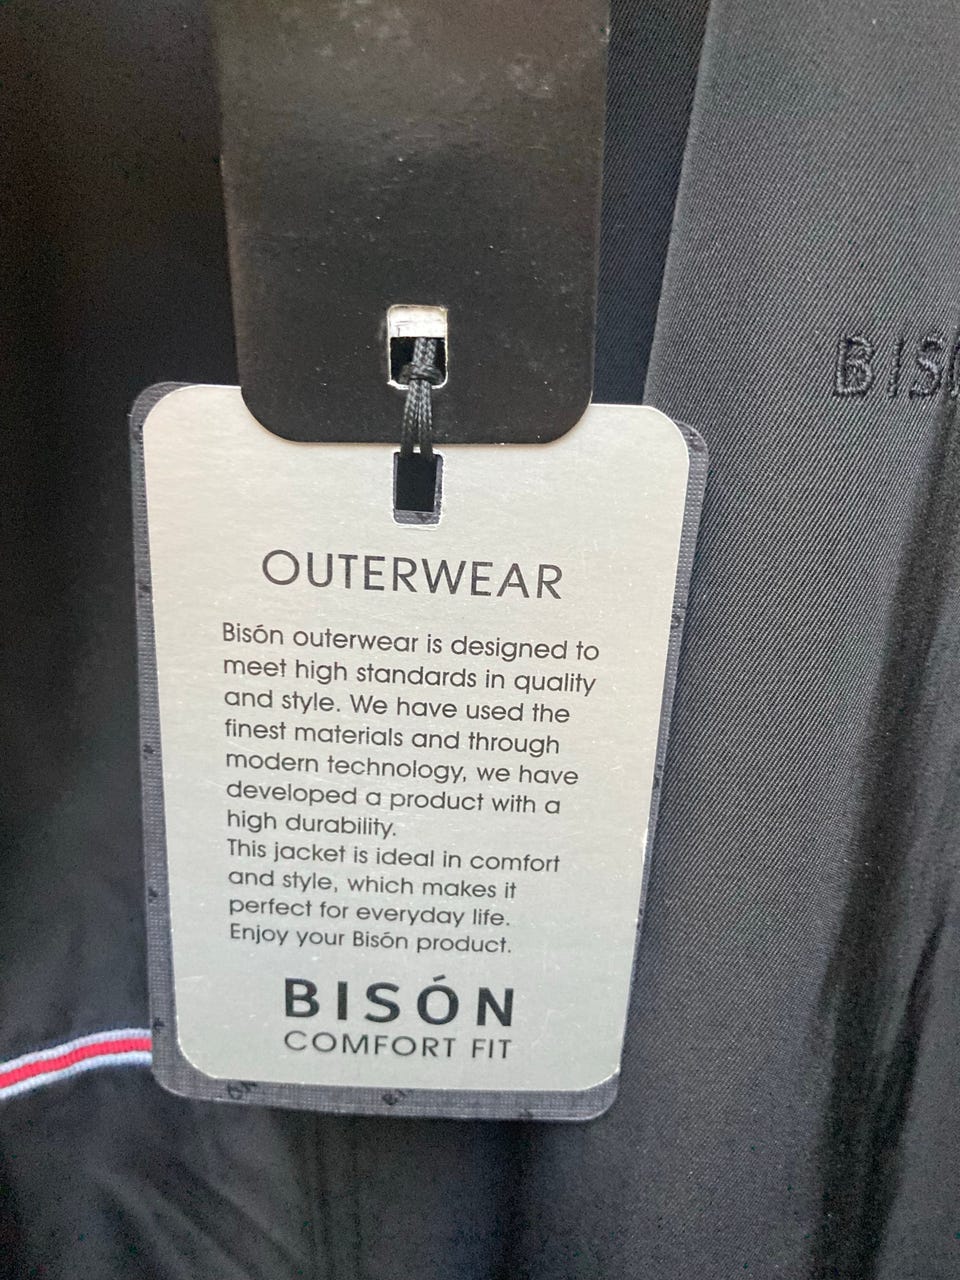 BISÓ
OUTERWEAR
Bisón outerwear is designed to
meet high standards in quality
and style. We have used the
finest materials and through
modern technology, we have
developed a product with a
high durability.
This jacket is ideal in comfort
and style, which makes it
perfect for everyday life.
Enjoy your Bisón product.
BISÓN
COMFORT FIT